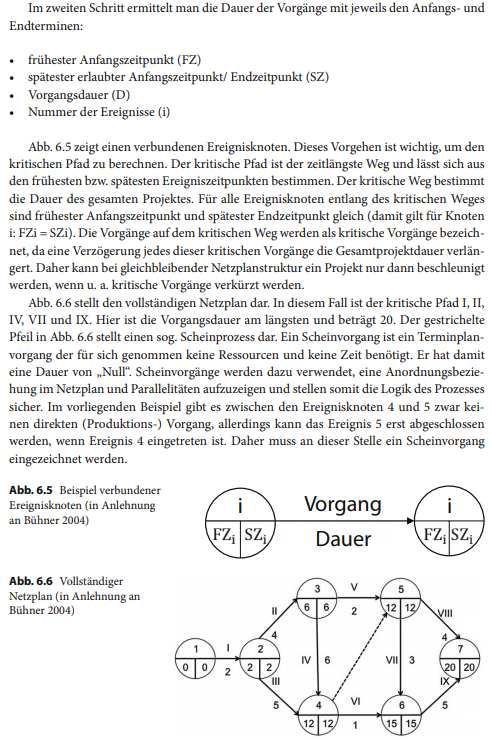 Im zweiten Schritt ermittelt man die Dauer der Vorgänge mit jeweils den Anfangs- und
Endterminen:
• frühester Anfangszeitpunkt (FZ)
• spätester erlaubter Anfangszeitpunkt/ Endzeitpunkt (SZ)
• Vorgangsdauer (D)
• Nummer der Ereignisse (i)
Abb. 6.5 zeigt einen verbundenen Ereignisknoten. Dieses Vorgehen ist wichtig, um den
kritischen Pfad zu berechnen. Der kritische Pfad ist der zeitlängste Weg und lässt sich aus
den frühesten bzw. spätesten Ereigniszeitpunkten bestimmen. Der kritische Weg bestimmt
die Dauer des gesamten Projektes. Für alle Ereignisknoten entlang des kritischen Weges
sind frühester Anfangszeitpunkt und spätester Endzeitpunkt gleich (damit gilt für Knoten
i: FZi = SZi). Die Vorgänge auf dem kritischen Weg werden als kritische Vorgänge bezeich-
net, da eine Verzögerung jedes dieser kritischen Vorgänge die Gesamtprojektdauer verlän-
gert. Daher kann bei gleichbleibender Netzplanstruktur ein Projekt nur dann beschleunigt
werden, wenn u. a. kritische Vorgänge verkürzt werden.
Abb. 6.6 stellt den vollständigen Netzplan dar. In diesem Fall ist der kritische Pfad I, II,
IV, VII und IX. Hier ist die Vorgangsdauer am längsten und beträgt 20. Der gestrichelte
Pfeil in Abb. 6.6 stellt einen sog. Scheinprozess dar. Ein Scheinvorgang ist ein Terminplan-
vorgang der für sich genommen keine Ressourcen und keine Zeit benötigt. Er hat damit
eine Dauer von „Null“. Scheinvorgänge werden dazu verwendet, eine Anordnungsbezie-
hung im Netzplan und Parallelitäten aufzuzeigen und stellen somit die Logik des Prozesses
sicher. Im vorliegenden Beispiel gibt es zwischen den Ereignisknoten 4 und 5 zwar kei-
nen direkten (Produktions-) Vorgang, allerdings kann das Ereignis 5 erst abgeschlossen
werden, wenn Ereignis 4 eingetreten ist. Daher muss an dieser Stelle ein Scheinvorgang
eingezeichnet werden.
Abb. 6.5 Beispiel verbundener
Ereignisknoten (in Anlehnung
an Bühner 2004)
i Vorgang i
FZi SZi Dauer FZi SZi
Abb. 6.6 Vollständiger
Netzplan (in Anlehnung an
Bühner 2004)
3 V 5
6 6 2 12 12
II VIII
1 I 2 4 4 7
0 0 2 2 2 IV 6 VII 3 20 20
III IX
5 4 VI 6 5
12 12 1 15 15